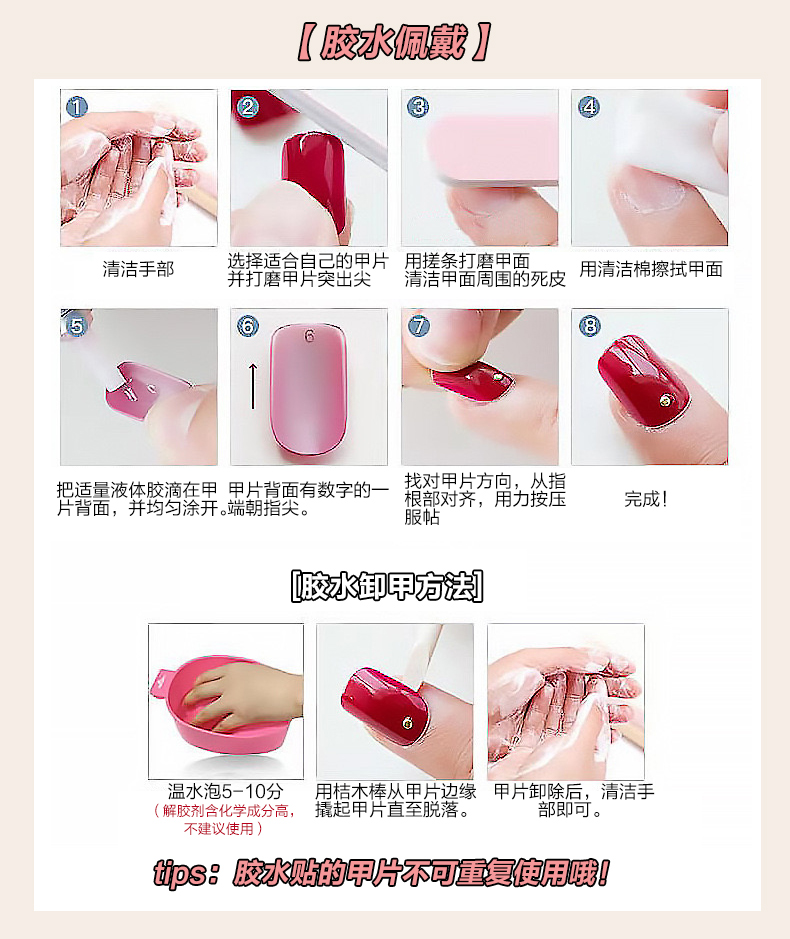 【胶水佩戴】
1
2
3
4
清洁手部
选择适合自己的甲片
并打磨甲片突出尖
用搓条打磨甲面
清洁甲面周围的死皮
用清洁棉擦拭甲面
5
6
6
7
8
把适量液体胶滴在甲
片背面，并均匀涂开。
甲片背面有数字的一
端朝指尖。
找对甲片方向，从指
根部对齐，用力按压
服帖
完成！
[胶水卸甲方法]
温水泡5-10分
（解胶剂含化学成分高，
不建议使用）
用桔木棒从甲片边缘
撬起甲片直至脱落。
甲片卸除后，清洁手
部即可。
tips：胶水贴的甲片不可重复使用哦！